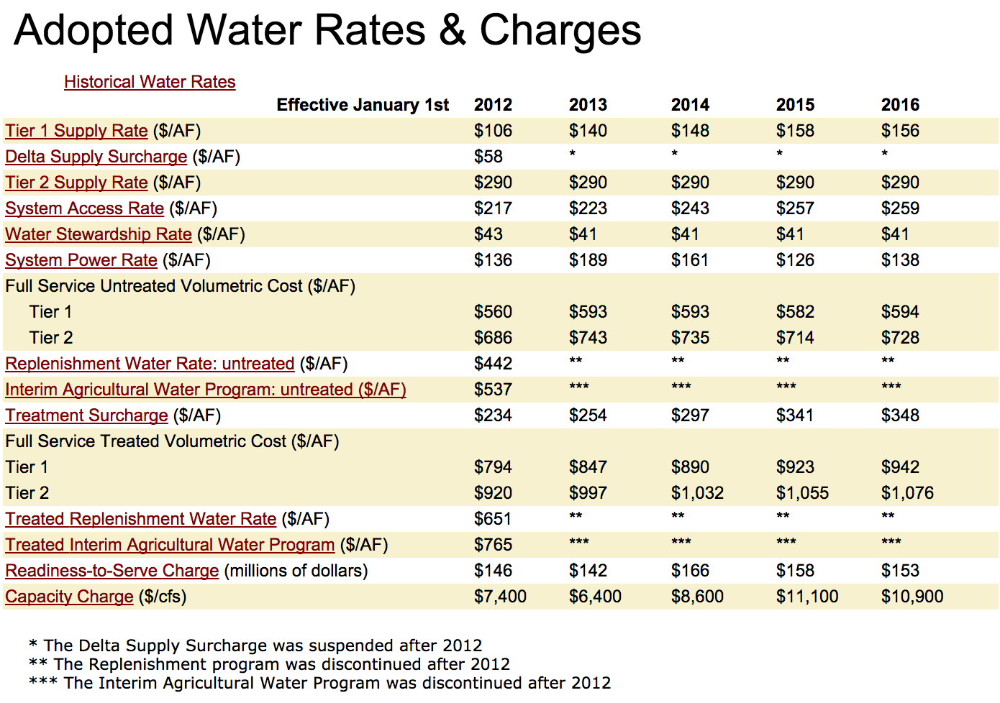 Adopted Water Rates & Charges
Historical Water Rates
Effective January 1st 2012 2013 2014 2015 2016
Tier 1 Supply Rate ($/AF) $106 $140 $148 $158 $156
Delta Supply Surcharge ($/AF) $58 * * * *
Tier 2 Supply Rate ($/AF) $290 $290 $290 $290 $290
System Access Rate ($/AF) $217 $223 $243 $257 $259
Water Stewardship Rate ($/AF) $43 $41 $41 $41 $41
System Power Rate ($/AF) $136 $189 $161 $126 $138
Full Service Untreated Volumetric Cost ($/AF)
Tier 1 $560 $593 $593 $582 $594
Tier 2 $686 $743 $735 $714 $728
Replenishment Water Rate: untreated ($/AF) $442 ** ** ** **
Interim Agricultural Water Program: untreated ($/AF) $537 *** *** *** ***
Treatment Surcharge ($/AF) $234 $254 $297 $341 $348
Full Service Treated Volumetric Cost ($/AF)
Tier 1 $794 $847 $890 $923 $942
Tier 2 $920 $997 $1,032 $1,055 $1,076
Treated Replenishment Water Rate ($/AF) $651 ** ** ** **
Treated Interim Agricultural Water Program ($/AF) $765 *** *** *** ***
Readiness-to-Serve Charge (millions of dollars) $146 $142 $166 $158 $153
Capacity Charge ($/cfs) $7,400 $6,400 $8,600 $11,100 $10,900
* The Delta Supply Surcharge was suspended after 2012
** The Replenishment program was discontinued after 2012
*** The Interim Agricultural Water Program was discontinued after 2012